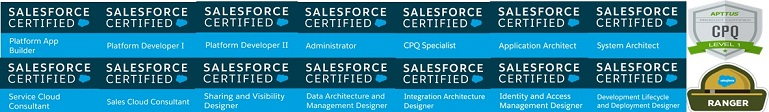 SALESFORCE SALESFORCE SALESFORCE SALESFORCE SALESFORCE SALESFORCE SALESFORCE
CERTIFIED CERTIFIED CERTIFIED CERTIFIED CERTIFIED CERTIFIED CERTIFIED
Platform App Builder
Platform Developer I
Platform Developer II
Administrator
CPQ Specialist
Application Architect
System Architect
APTTUS
CPQ
LEVEL 1
SALESFORCE SALESFORCE SALESFORCE SALESFORCE SALESFORCE SALESFORCE SALESFORCE
CERTIFIED CERTIFIED CERTIFIED CERTIFIED CERTIFIED CERTIFIED CERTIFIED
Service Cloud
Consultant
Sales Cloud Consultant
Sharing and Visibility
Designer
Data Architecture and
Management Designer
Integration Architecture
Designer
Identity and Access
Management Designer
Development Lifecycle
and Deployment Designer
RANGER